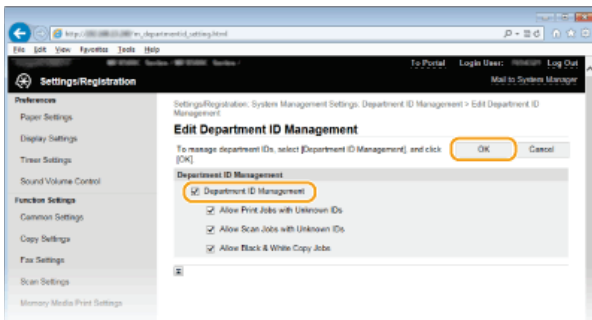 http://
m_departmentid_setting.html
File Edit View Favorites Tools Help
To Portal Login User: Log Out
Settings/Registration
Mail to System Manager
Preferences
Paper Settings
Display Settings
Timer Settings
Sound Volume Control
Function Settings
Common Settings
Copy Settings
Fax Settings
Scan Settings
Memory Media Print Settings
Settings/Registration: System Management Settings: Department ID Management > Edit Department ID
Management
Edit Department ID Management
To manage department IDs, select [Department ID Management], and click
[OK].
OK Cancel
Department ID Management
Department ID Management
Allow Print Jobs with Unknown IDs
Allow Scan Jobs with Unknown IDs
Allow Black & White Copy Jobs